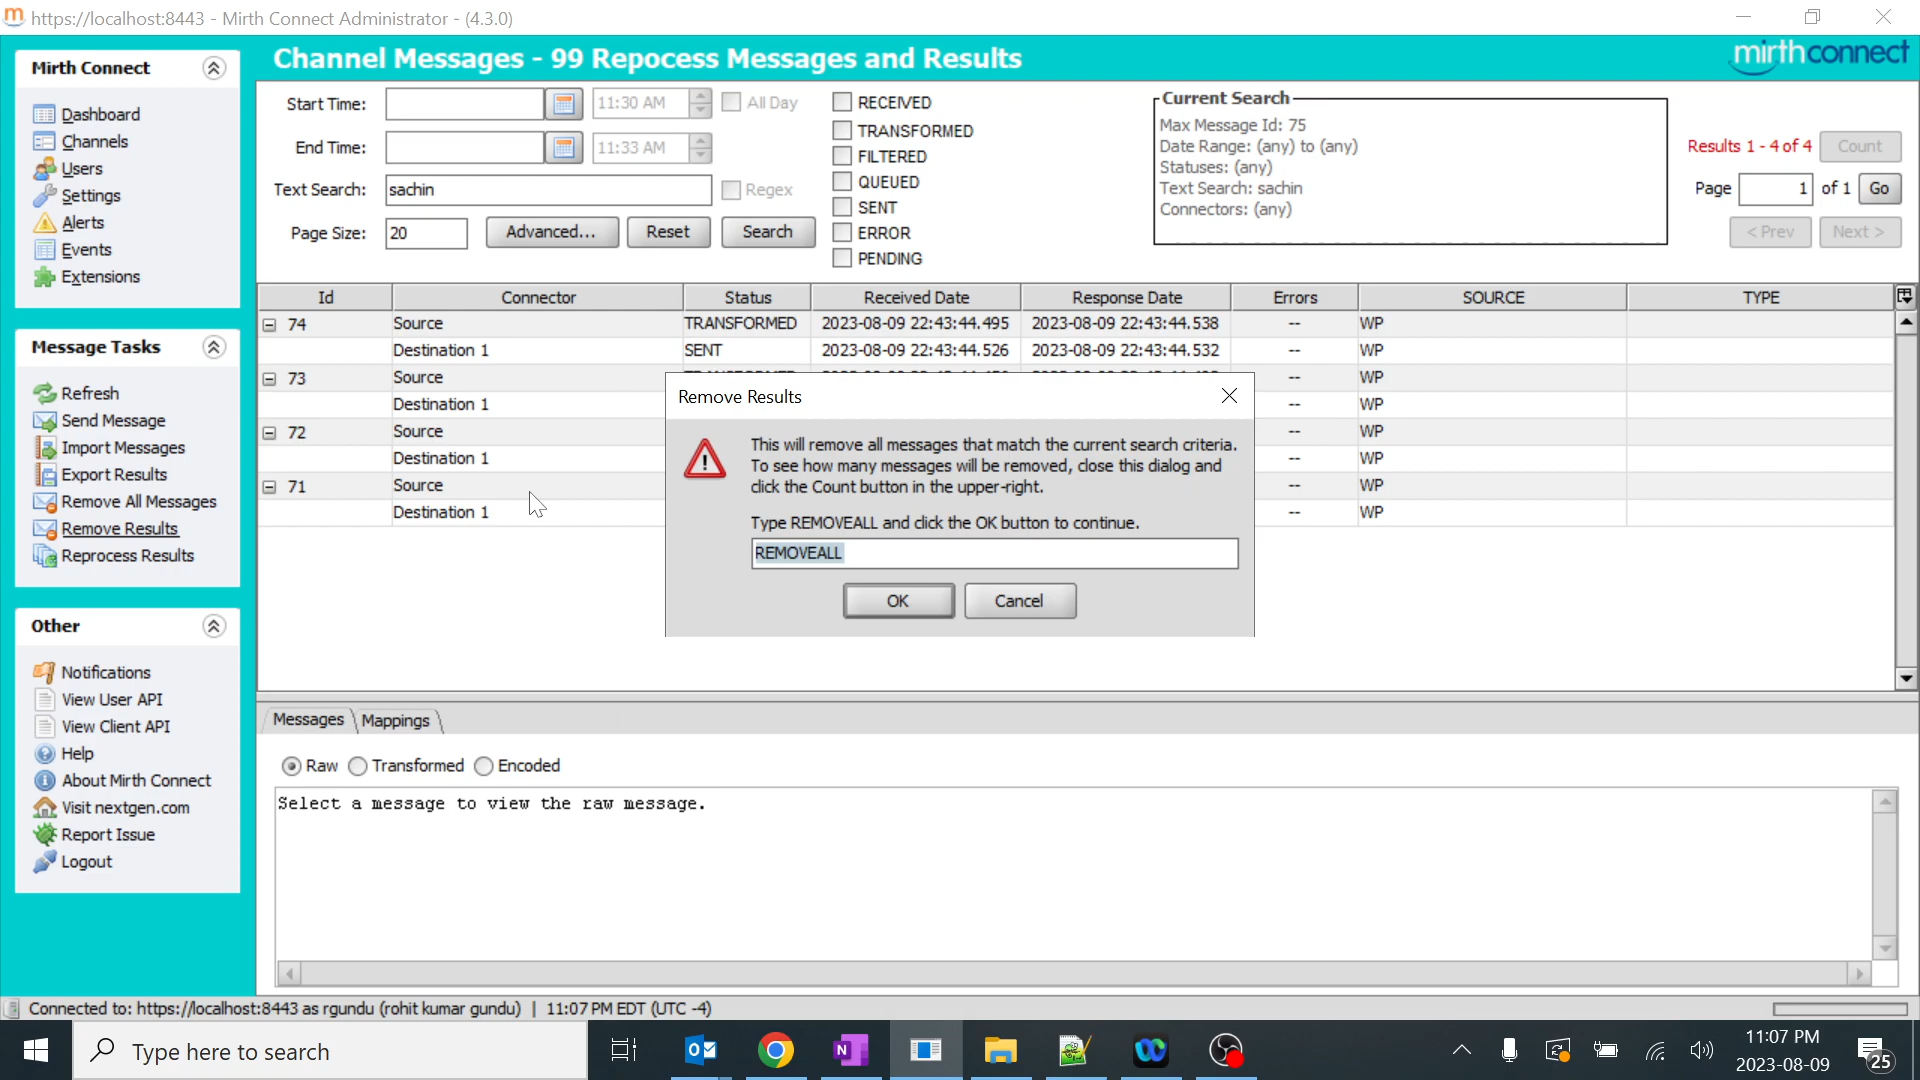 https://localhost:8443 - Mirth Connect Administrator - (4.3.0)
Mirth Connect
Dashboard
Channels
Users
Settings
Alerts
Events
Extensions
Message Tasks
Refresh
Send Message
Import Messages
Export Results
Remove All Messages
Remove Results
Reprocess Results
Other
Notifications
View User API
View Client API
Help
About Mirth Connect
Visit nextgen.com
Report Issue
Logout
Channel Messages - 99 Repocess Messages and Results
mirthconnect
Start Time: 11:30 AM All Day
End Time: 11:33 AM
Text Search: sachin Regex
Page Size: 20 Advanced... Reset Search
RECEIVED
TRANSFORMED
FILTERED
QUEUED
SENT
ERROR
PENDING
Current Search
Max Message Id: 75
Date Range: (any) to (any)
Statuses: (any)
Text Search: sachin
Connectors: (any)
Results 1 - 4 of 4 Count
Page 1 of 1 Go
< Prev Next >
Id Connector Status Received Date Response Date Errors SOURCE TYPE
74 Source TRANSFORMED 2023-08-09 22:43:44.495 2023-08-09 22:43:44.538 -- WP
Destination 1 SENT 2023-08-09 22:43:44.526 2023-08-09 22:43:44.532 -- WP
73 Source -- WP
Destination 1 -- WP
72 Source -- WP
Destination 1 -- WP
71 Source -- WP
Destination 1 -- WP
Remove Results
This will remove all messages that match the current search criteria.
To see how many messages will be removed, close this dialog and
click the Count button in the upper-right.
Type REMOVEALL and click the OK button to continue.
REMOVEALL
OK Cancel
Messages Mappings
Raw Transformed Encoded
Select a message to view the raw message.
Connected to: https://localhost:8443 as rgundu (rohit kumar gundu) | 11:07 PM EDT (UTC -4)
Type here to search
11:07 PM
2023-08-09
25